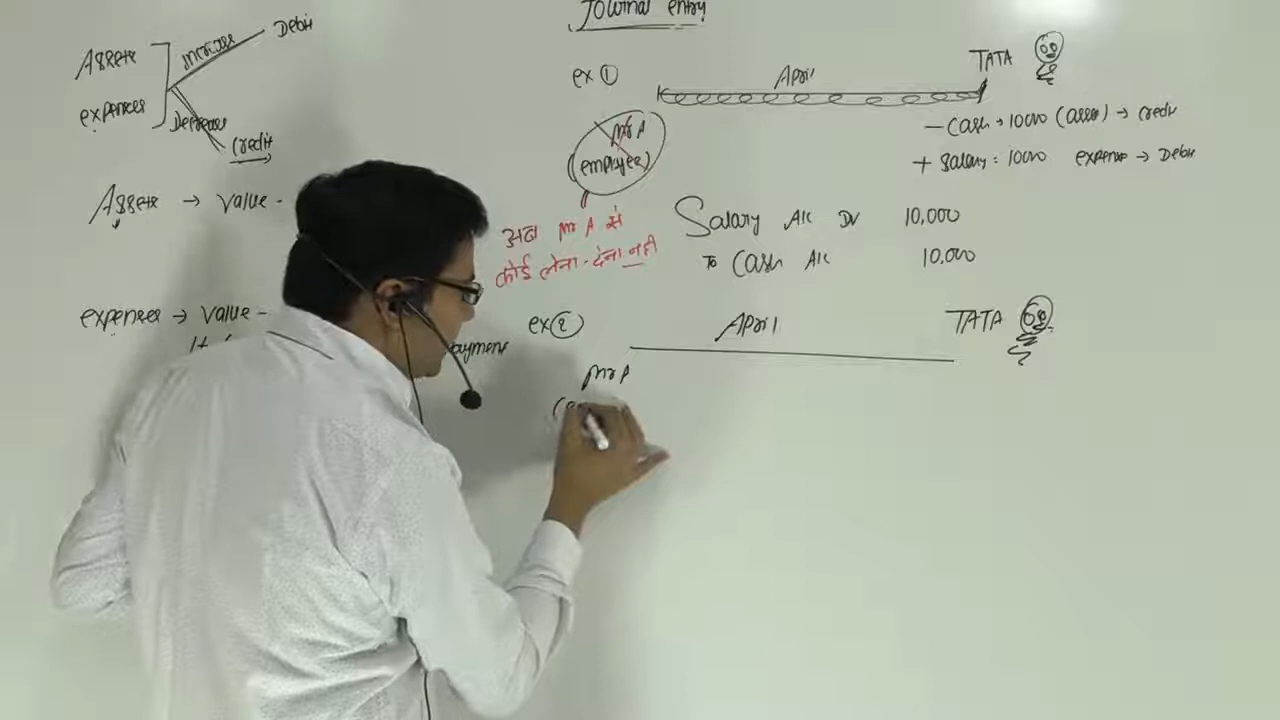 Journal entry
Assets
expenses
increase
Debit
Decrease
Credit
Assets → value -
expenses → value -
payment
ex ①
April
TATA
Mr A
(employee)
- Cash → 10000 (asset) → credit
+ Salary = 10000 expense → Debit
अब Mr A से
कोई लेना-देना नही
Salary A/c Dr 10,000
To Cash A/c 10,000
ex ②
April
TATA
Mr A